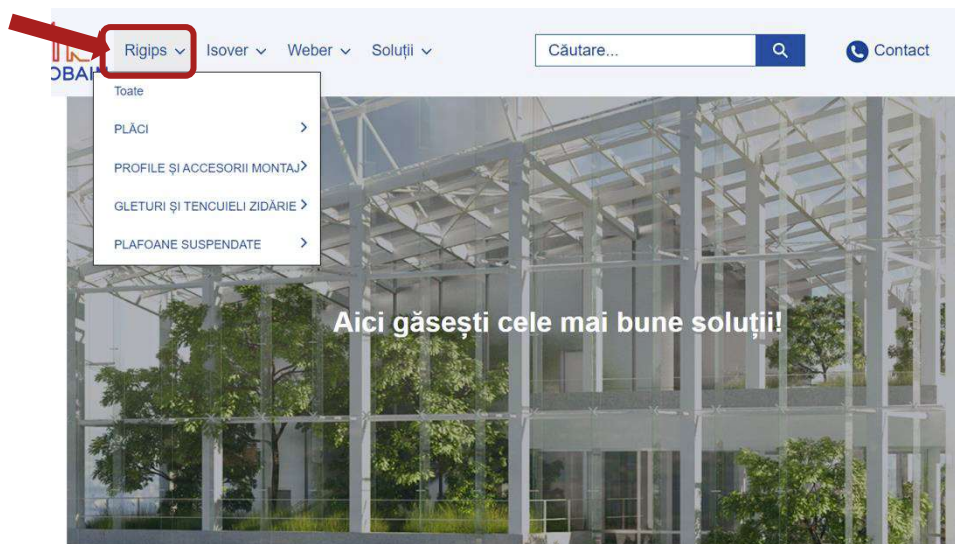 Rigips Isover Weber Soluții Căutare... Contact
OBAIN
Toate
PLĂCI
PROFILE ȘI ACCESORII MONTAJ
GLETURI ȘI TENCUIELI ZIDĂRIE
PLAFOANE SUSPENDATE
Aici găsești cele mai bune soluții!